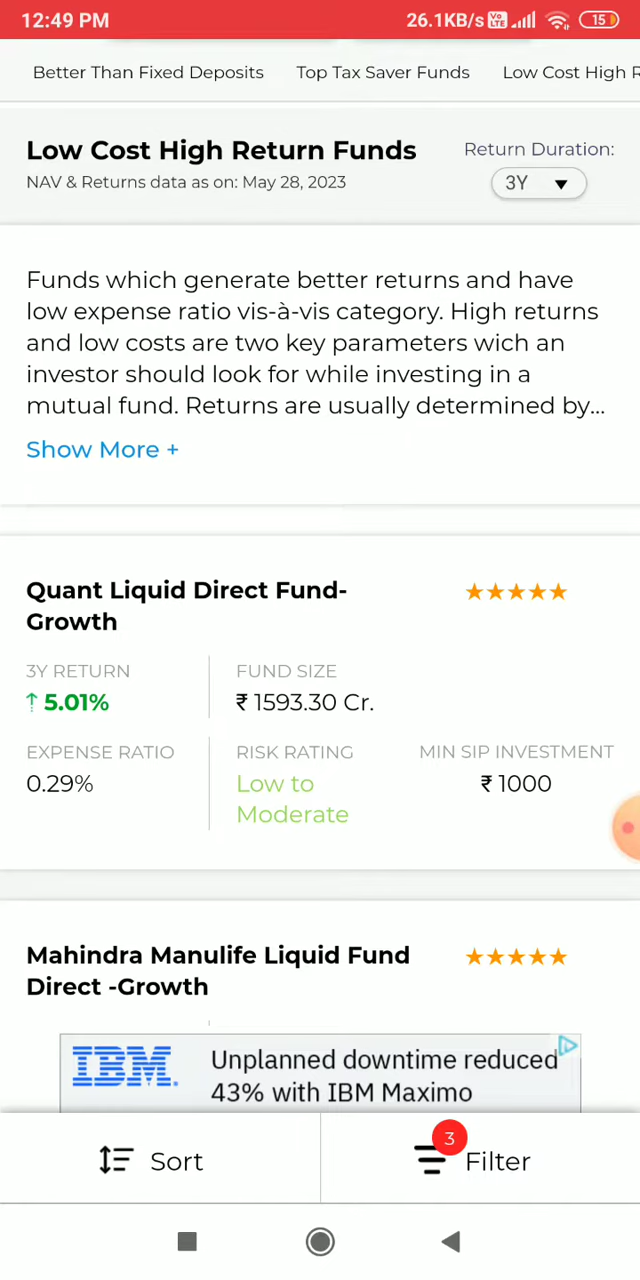 12:49 PM 26.1KB/s Vo LTE 15
Better Than Fixed Deposits Top Tax Saver Funds Low Cost High R
Low Cost High Return Funds
Return Duration:
NAV & Returns data as on: May 28, 2023
3Y
Funds which generate better returns and have
low expense ratio vis-à-vis category. High returns
and low costs are two key parameters wich an
investor should look for while investing in a
mutual fund. Returns are usually determined by...
Show More +
Quant Liquid Direct Fund-
Growth
3Y RETURN FUND SIZE
↑ 5.01% ₹ 1593.30 Cr.
EXPENSE RATIO RISK RATING MIN SIP INVESTMENT
0.29% Low to ₹ 1000
Moderate
Mahindra Manulife Liquid Fund
Direct -Growth
IBM. Unplanned downtime reduced
43% with IBM Maximo
Sort 3 Filter